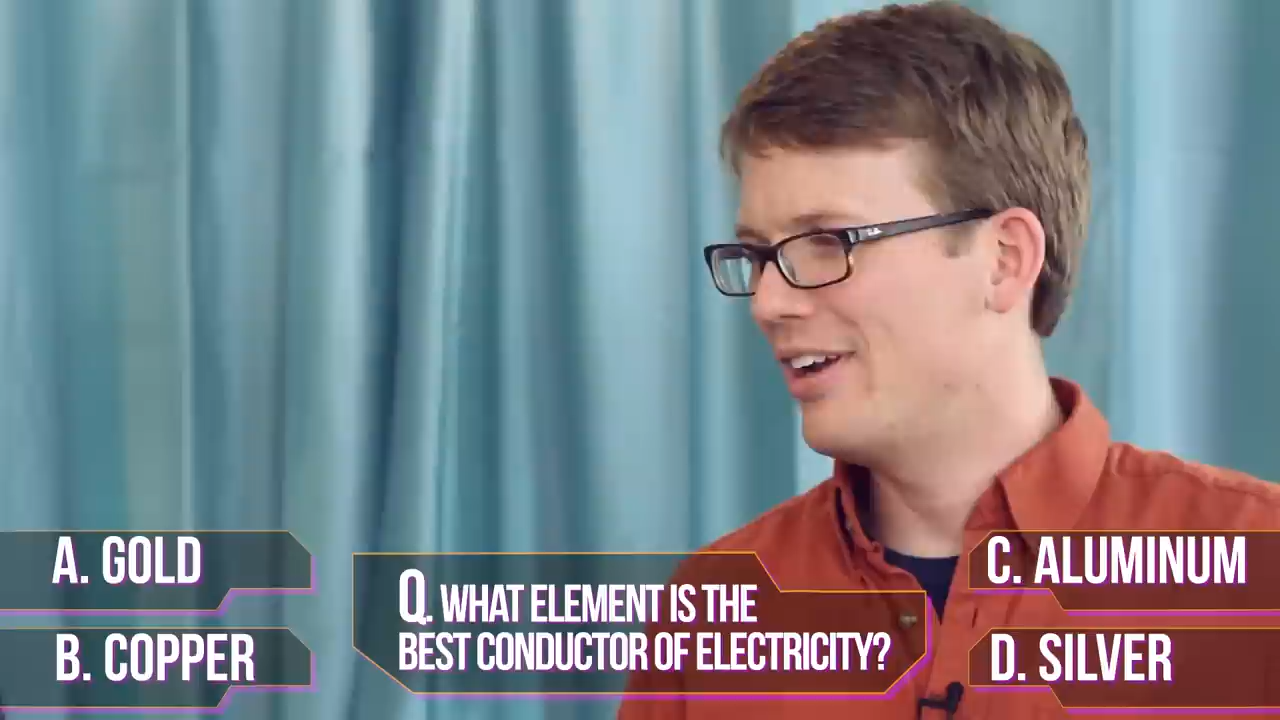 A. GOLD
B. COPPER
Q. WHAT ELEMENT IS THE
BEST CONDUCTOR OF ELECTRICITY?
C. ALUMINUM
D. SILVER